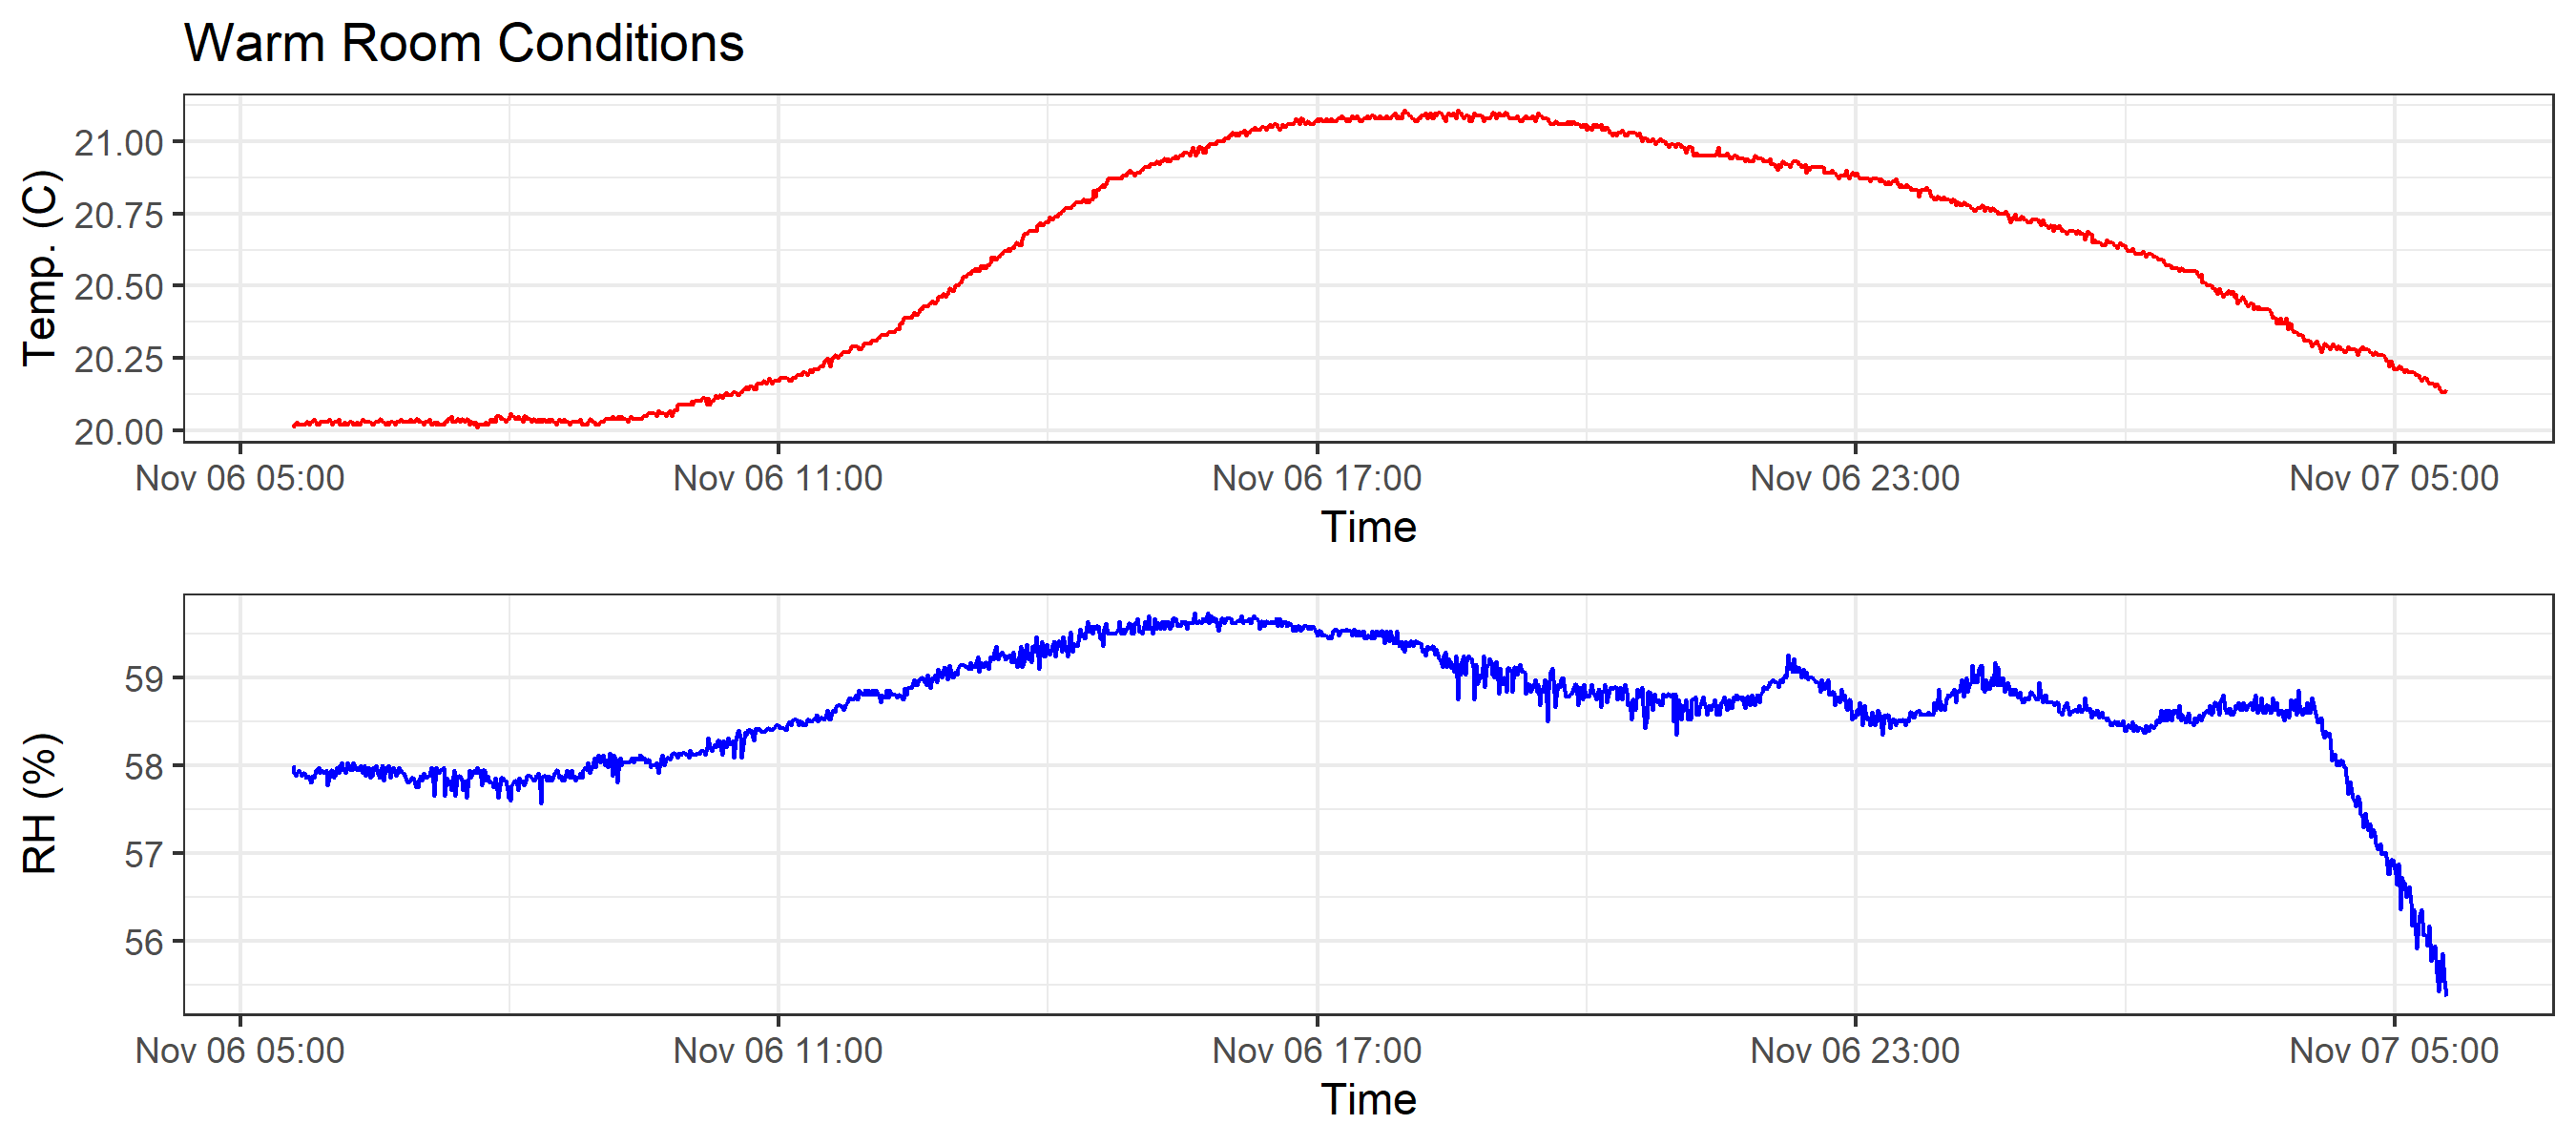 Warm Room Conditions
Temp. (C)
21.00
20.75
20.50
20.25
20.00
Nov 06 05:00 Nov 06 11:00 Nov 06 17:00 Nov 06 23:00 Nov 07 05:00
Time
RH (%)
59
58
57
56
Nov 06 05:00 Nov 06 11:00 Nov 06 17:00 Nov 06 23:00 Nov 07 05:00
Time